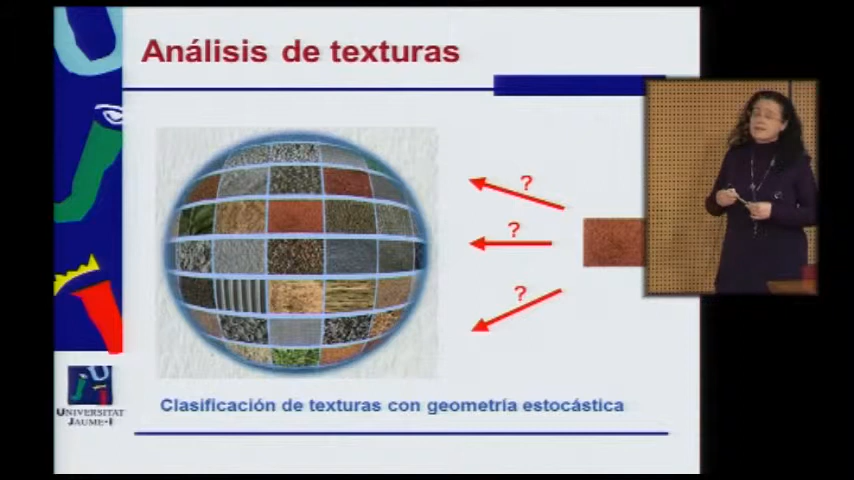 Análisis de texturas
?
?
?
Clasificación de texturas con geometría estocástica
UNIVERSITAT
JAUME·I